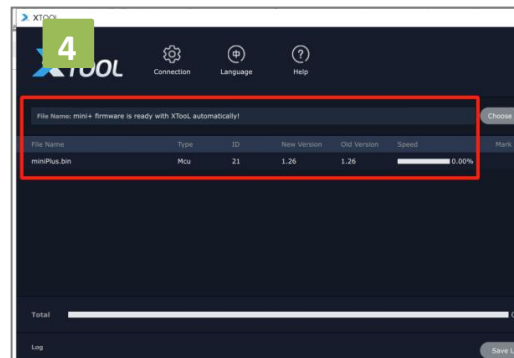 XTOOL
4
XTOOL
Connection
Language
Help
File Name: mini+ firmware is ready with XTooL automatically!
Choose
File Name Type ID New Version Old Version Speed Mark
miniPlus.bin Mcu 21 1.26 1.26 0.00%
Total
Log
Save L